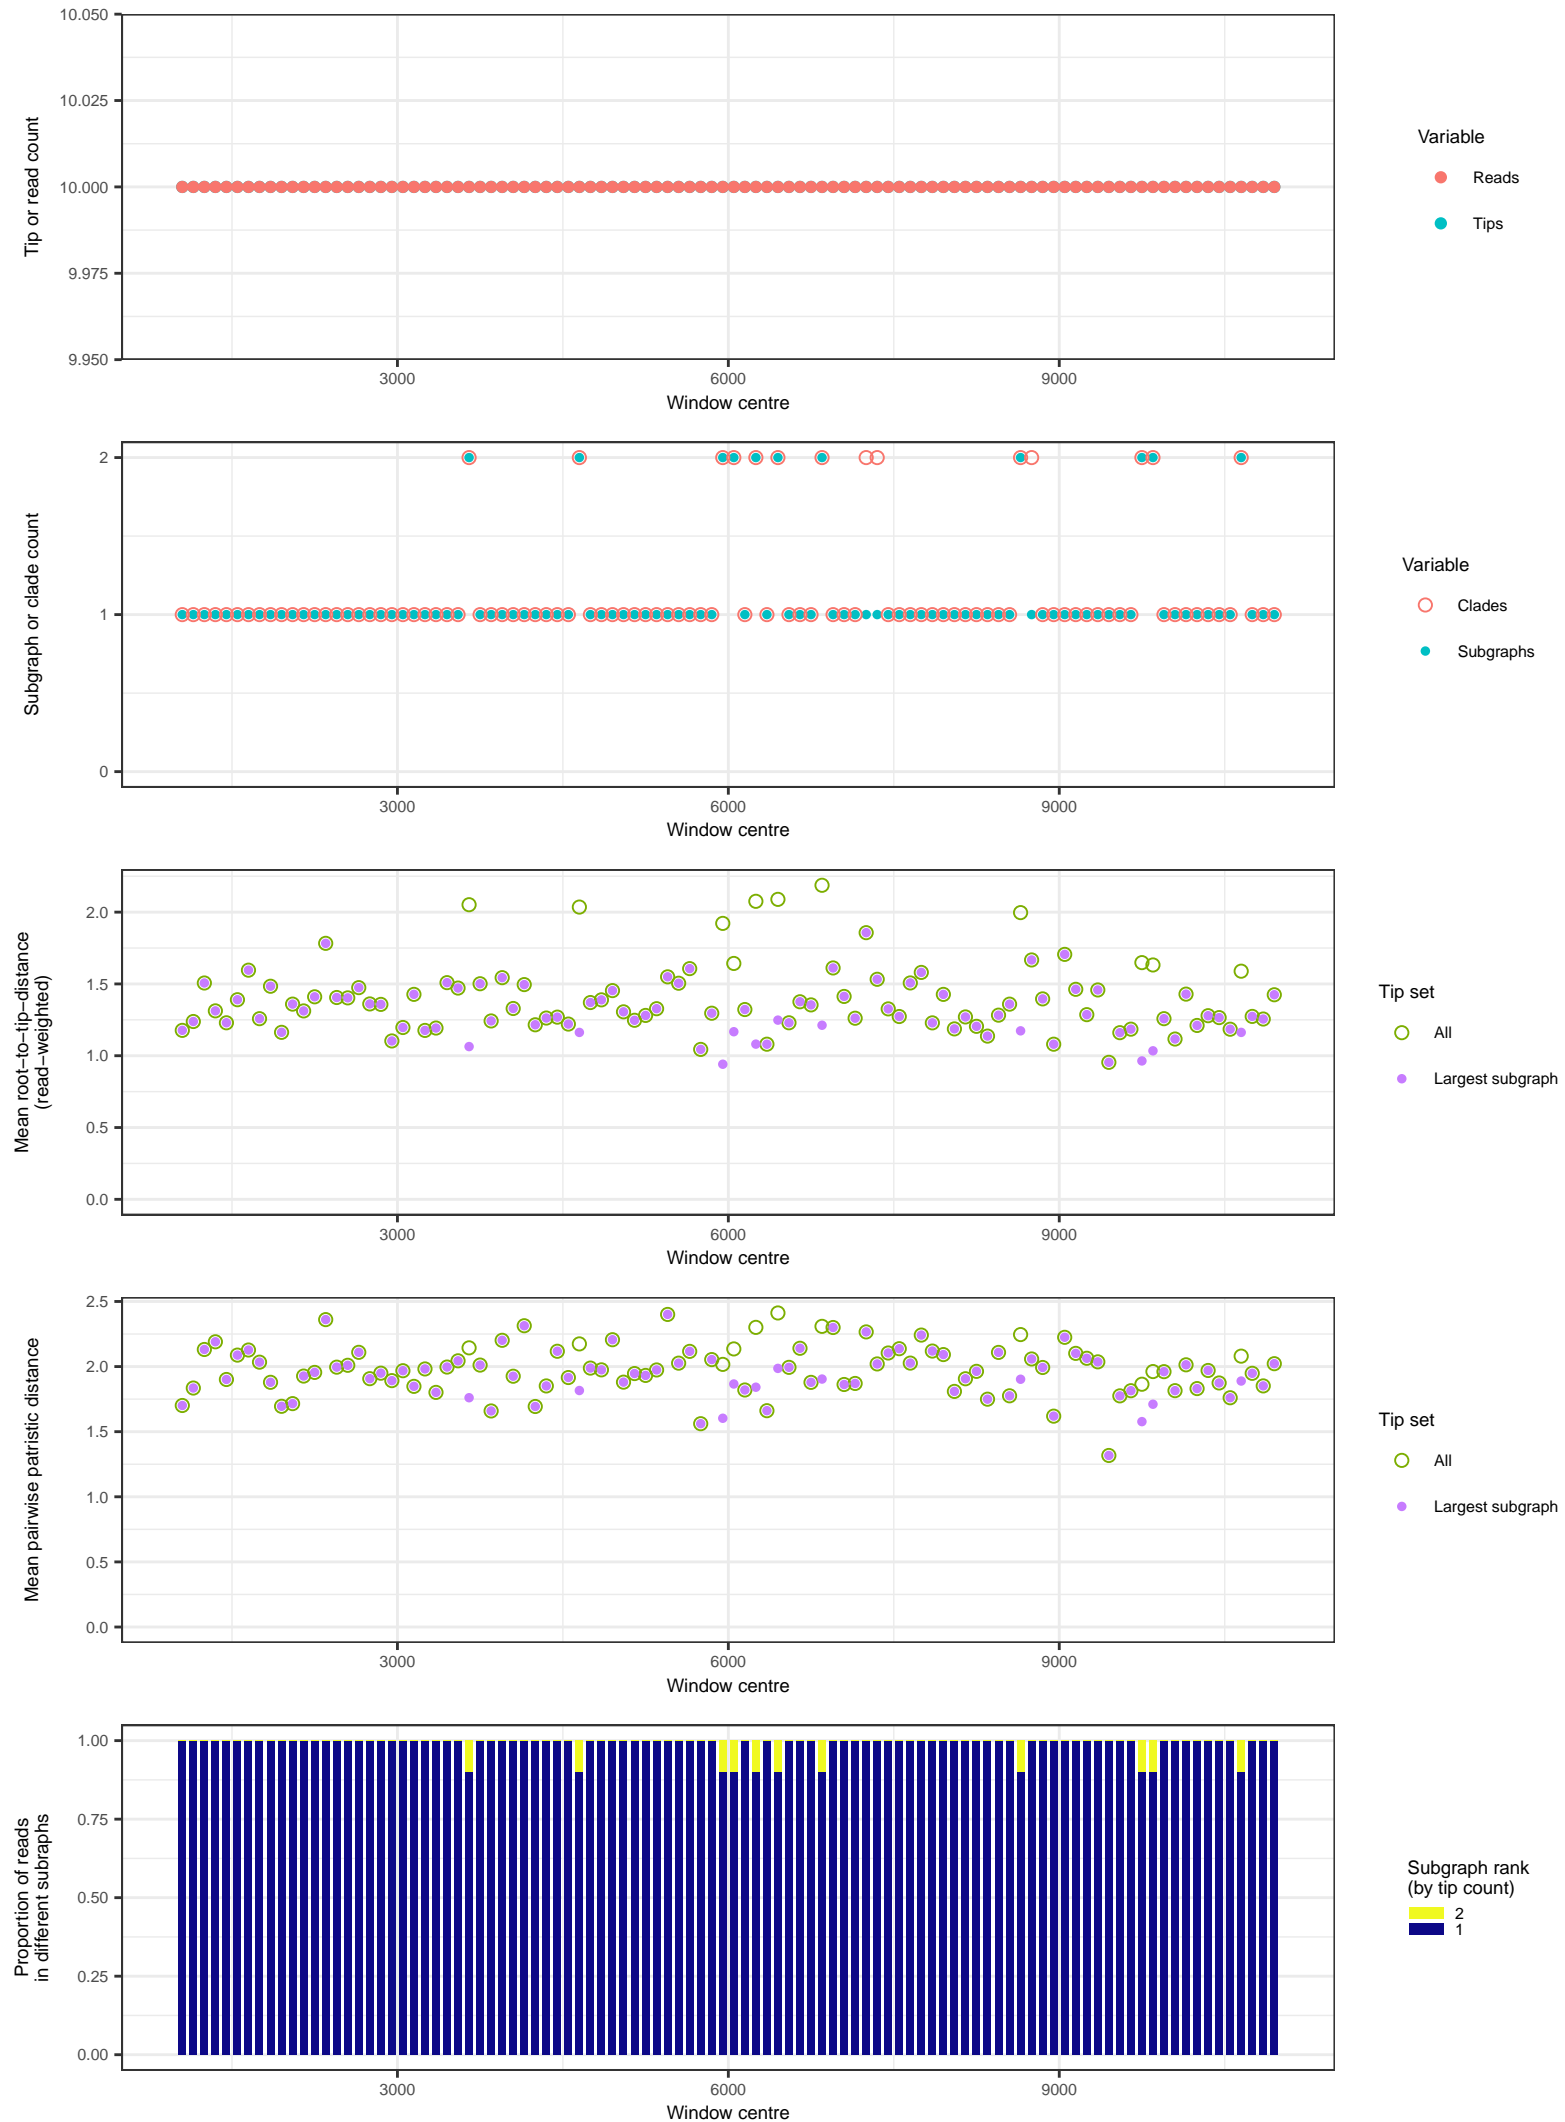 10.050
10.025
10.000
9.975
9.950
Tip or read count
3000
6000
9000
Window centre
Variable
Reads
Tips
2
1
0
Subgraph or clade count
3000
6000
9000
Window centre
Variable
Clades
Subgraphs
2.0
1.5
1.0
0.5
0.0
Mean root−to−tip−distance
(read−weighted)
3000
6000
9000
Window centre
Tip set
All
Largest subgraph
2.5
2.0
1.5
1.0
0.5
0.0
Mean pairwise patristic distance
3000
6000
9000
Window centre
Tip set
All
Largest subgraph
1.00
0.75
0.50
0.25
0.00
Proportion of reads
in different subraphs
3000
6000
9000
Window centre
Subgraph rank
(by tip count)
2
1